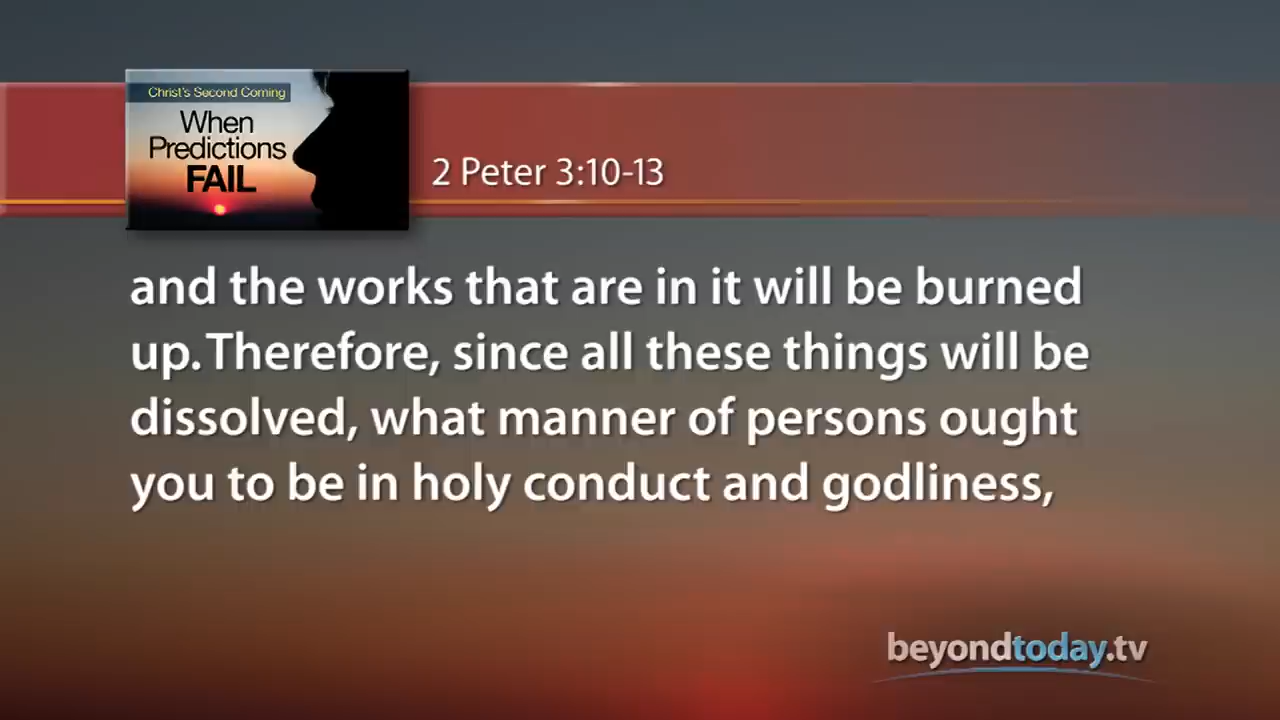 Christ's Second Coming
When
Predictions
FAIL
2 Peter 3:10-13
and the works that are in it will be burned
up. Therefore, since all these things will be
dissolved, what manner of persons ought
you to be in holy conduct and godliness,
beyondtoday.tv